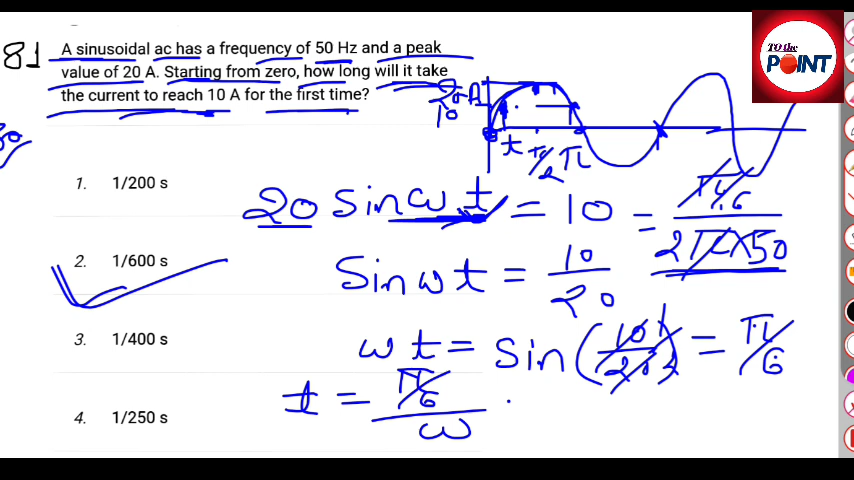 81
A sinusoidal ac has a frequency of 50 Hz and a peak
value of 20 A. Starting from zero, how long will it take
the current to reach 10 A for the first time?
TO the
POINT
20 A
10
t π/2 π
1. 1/200 s
2. 1/600 s
3. 1/400 s
4. 1/250 s
20 sin ω t = 10
Sin ω t = 10/20
ω t = sin (10/20) = π/6
t = π/6 / ω
= π/6 / 2π×50